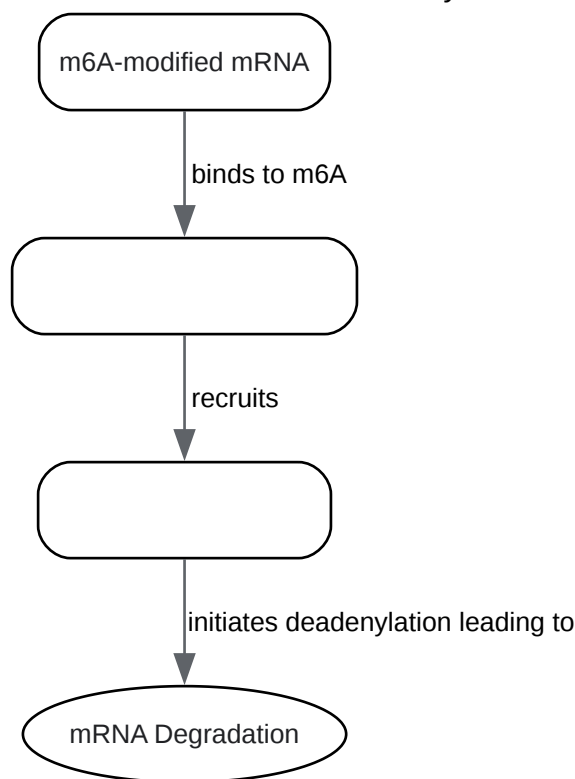 m6A-modified mRNA
binds to m6A
recruits
initiates deadenylation leading to
mRNA Degradation